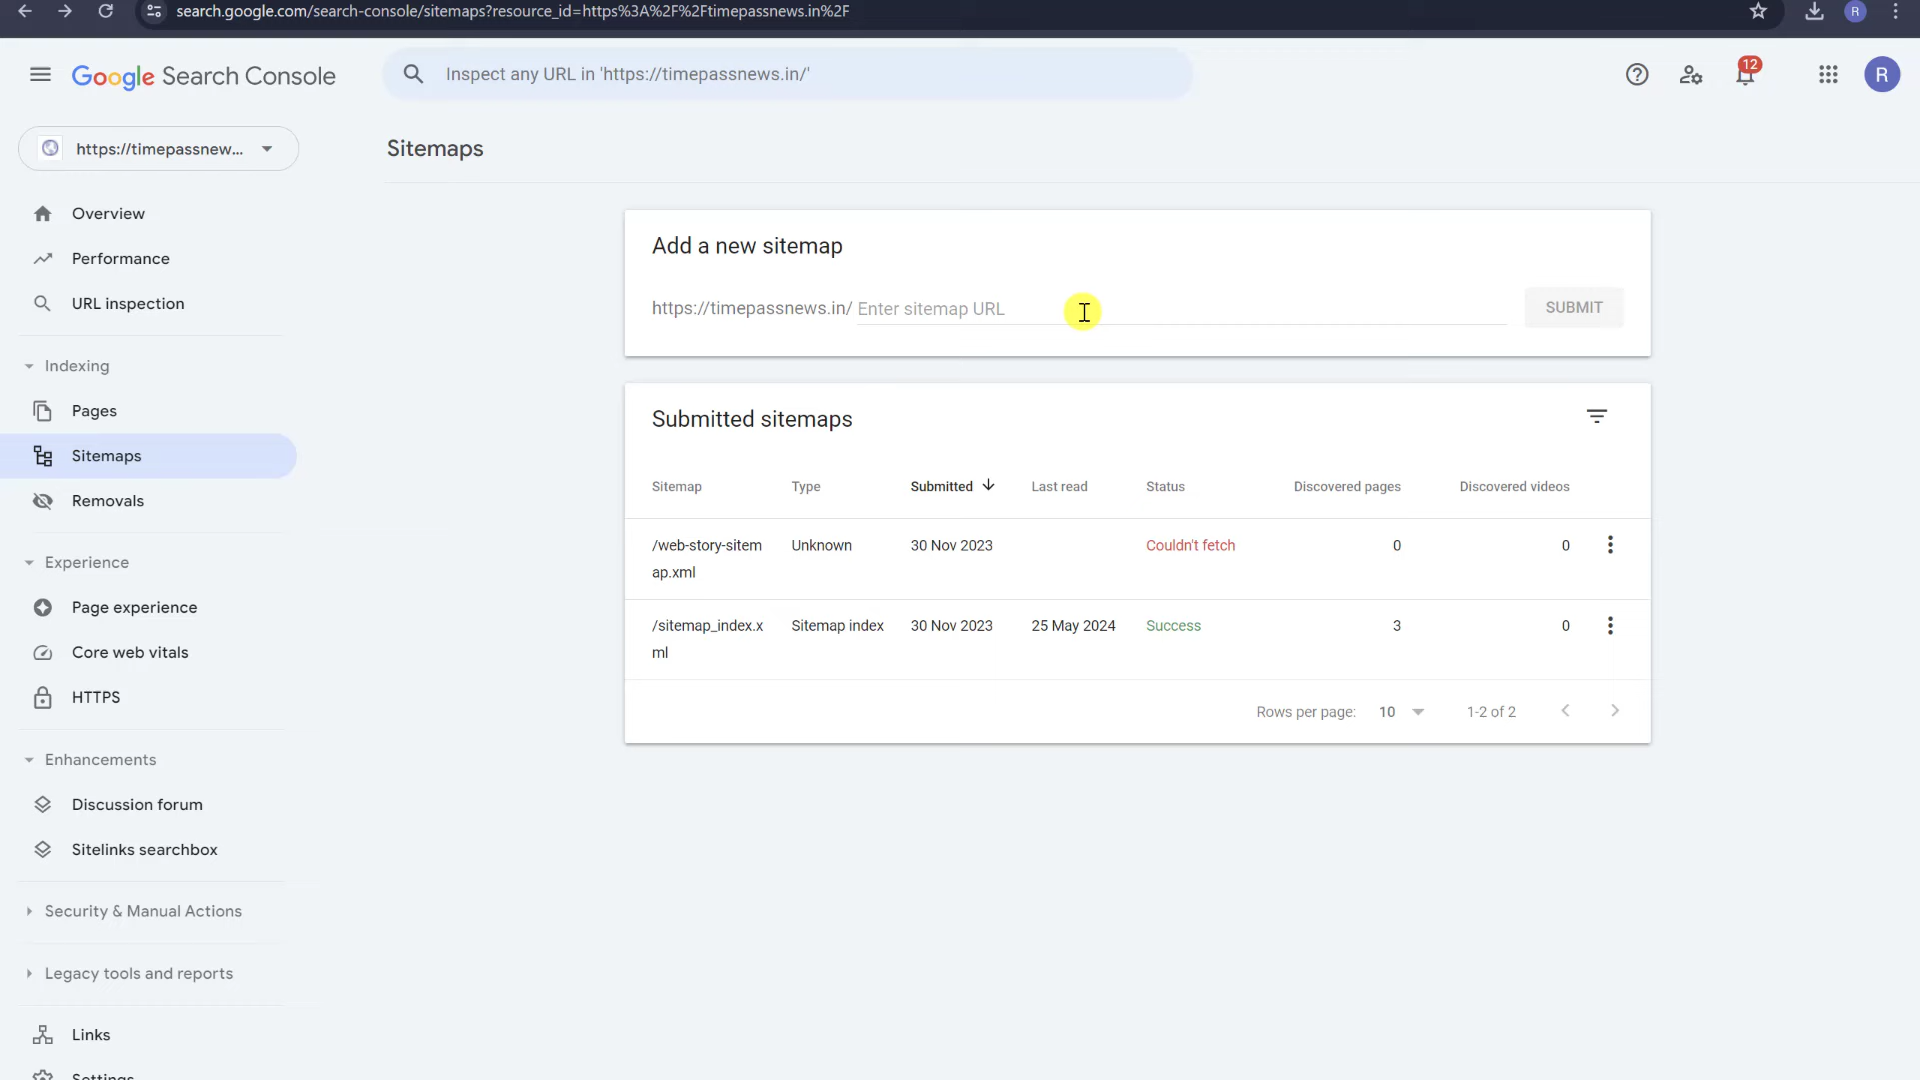 search.google.com/search-console/sitemaps?resource_id=https%3A%2F%2Ftimepassnews.in%2F
R
Google Search Console
Inspect any URL in 'https://timepassnews.in/'
12
R
https://timepassnew...
Sitemaps
Overview
Performance
URL inspection
Indexing
Pages
Sitemaps
Removals
Experience
Page experience
Core web vitals
HTTPS
Enhancements
Discussion forum
Sitelinks searchbox
Security & Manual Actions
Legacy tools and reports
Links
Settings
Add a new sitemap
https://timepassnews.in/ Enter sitemap URL
SUBMIT
Submitted sitemaps
Sitemap Type Submitted Last read Status Discovered pages Discovered videos
/web-story-sitem Unknown 30 Nov 2023 Couldn't fetch 0 0
ap.xml
/sitemap_index.x Sitemap index 30 Nov 2023 25 May 2024 Success 3 0
ml
Rows per page: 10 1-2 of 2